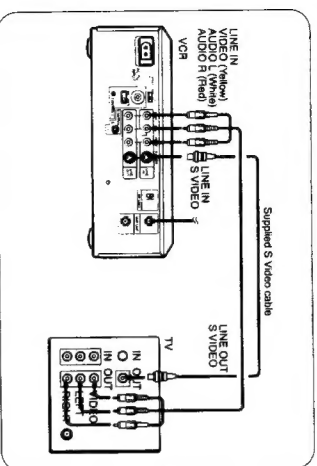 LINE IN
VIDEO (Yellow)
AUDIO L (White)
AUDIO R (Red)
VCR
LINE IN
S VIDEO
Supplied S Video cable
LINE OUT
S VIDEO
TV
IN OUT
IN OUT
VIDEO
LEFT
RIGHT